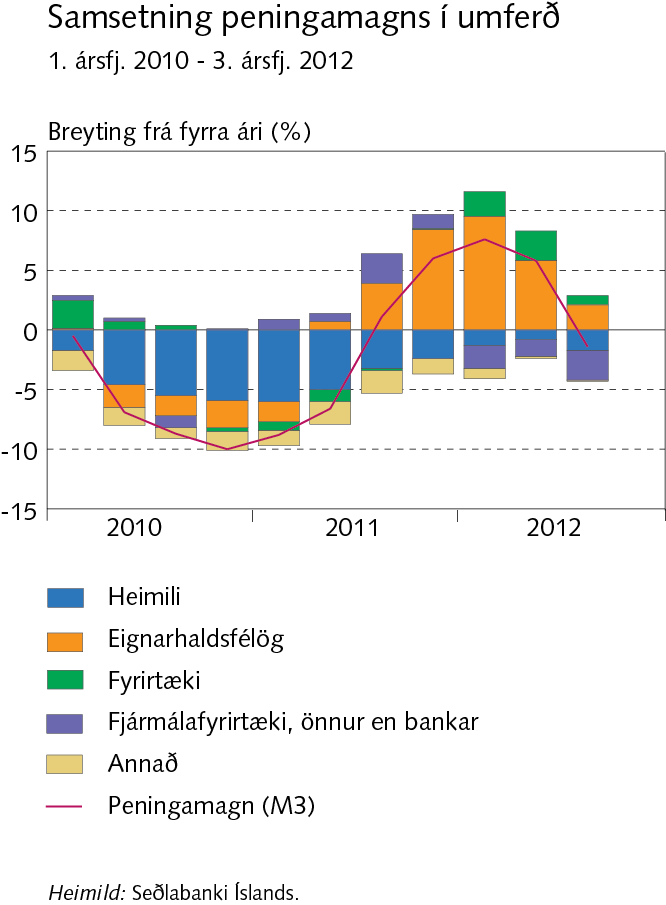 Samsetning peningamagns í umferð
1. ársfj. 2010 - 3. ársfj. 2012
Breyting frá fyrra ári (%)
15
10
5
0
-5
-10
-15
2010 2011 2012
Heimili
Eignarhaldsfélög
Fyrirtæki
Fjármálafyrirtæki, önnur en bankar
Annað
Peningamagn (M3)
Heimild: Seðlabanki Íslands.